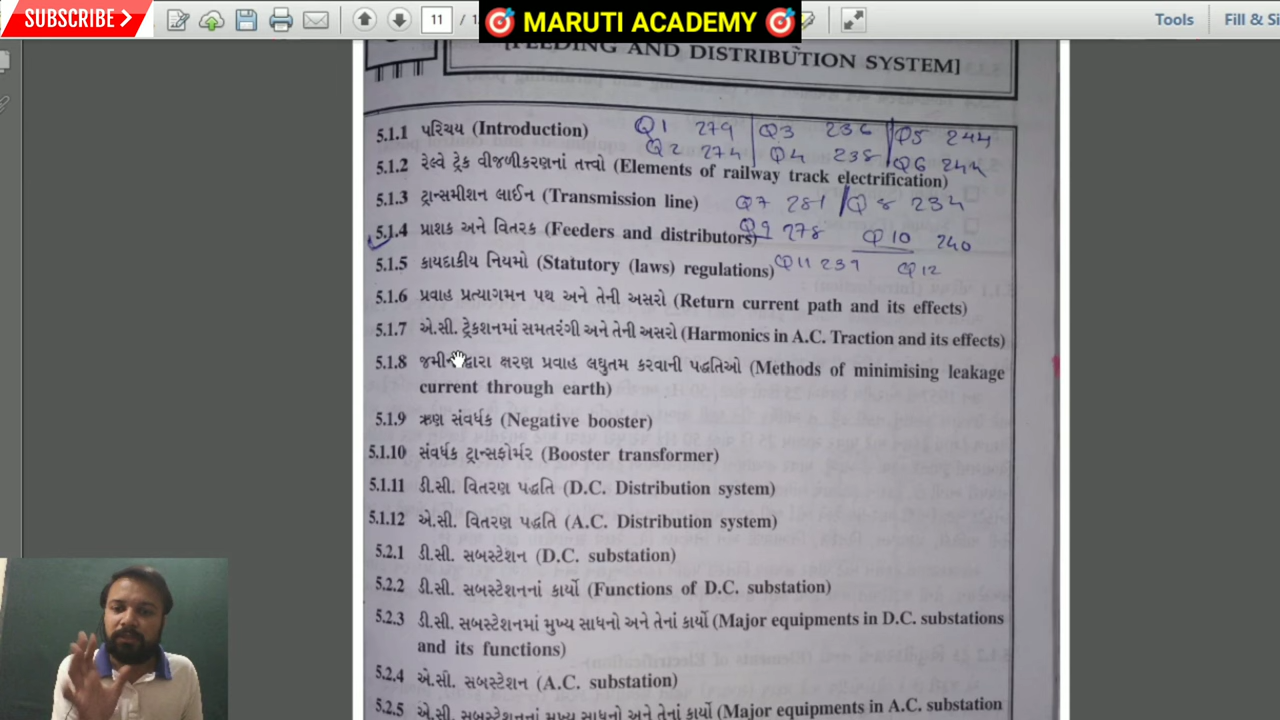 SUBSCRIBE
11 / 1
🎯 MARUTI ACADEMY 🎯
Tools
Fill & Si
[FEEDING AND DISTRIBUTION SYSTEM]
5.1.1 પરિચય (Introduction)
Q1 279 Q3 236 Q5 244
Q2 274 Q4 238 Q6 244
5.1.2 રેલ્વે ટ્રેક વીજળીકરણનાં તત્ત્વો (Elements of railway track electrification)
5.1.3 ટ્રાન્સમીશન લાઈન (Transmission line)
Q7 281 Q8 234
5.1.4 પ્રાશક અને વિતરક (Feeders and distributors)
Q9 278 Q10 240
5.1.5 કાયદાકીય નિયમો (Statutory (laws) regulations)
Q11 239 Q12
5.1.6 પ્રવાહ પ્રત્યાગમન પથ અને તેની અસરો (Return current path and its effects)
5.1.7 એ.સી. ટ્રેકશનમાં સમતરંગી અને તેની અસરો (Harmonics in A.C. Traction and its effects)
5.1.8 જમીન દ્વારા ક્ષરણ પ્રવાહ લઘુતમ કરવાની પદ્ધતિઓ (Methods of minimising leakage
current through earth)
5.1.9 ઋણ સંવર્ધક (Negative booster)
5.1.10 સંવર્ધક ટ્રાન્સફોર્મર (Booster transformer)
5.1.11 ડી.સી. વિતરણ પદ્ધતિ (D.C. Distribution system)
5.1.12 એ.સી. વિતરણ પદ્ધતિ (A.C. Distribution system)
5.2.1 ડી.સી. સબસ્ટેશન (D.C. substation)
5.2.2 ડી.સી. સબસ્ટેશનનાં કાર્યો (Functions of D.C. substation)
5.2.3 ડી.સી. સબસ્ટેશનમાં મુખ્ય સાધનો અને તેનાં કાર્યો (Major equipments in D.C. substations
and its functions)
5.2.4 એ.સી. સબસ્ટેશન (A.C. substation)
5.2.5 એ.સી. સબસ્ટેશનનાં મુખ્ય સાધનો અને તેનાં કાર્યો (Major equipments in A.C. substation